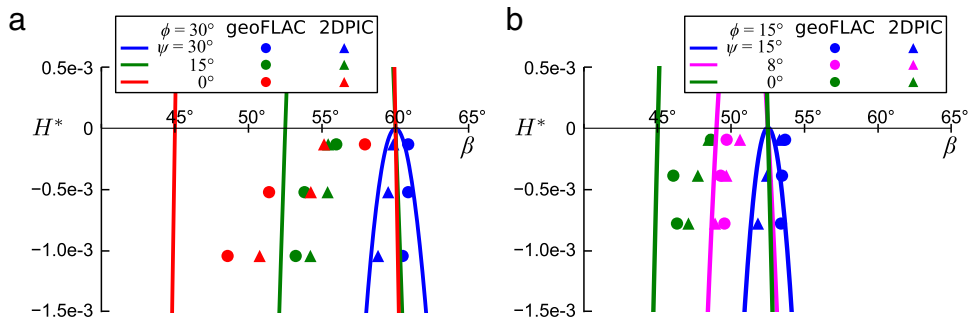 a
ϕ = 30° geoFLAC 2DPIC
ψ = 30°
15°
0°
0.5e-3
H* 0
−0.5e-3
−1.0e-3
−1.5e-3
45° 50° 55° 60° 65°
β
b
ϕ = 15° geoFLAC 2DPIC
ψ = 15°
8°
0°
0.5e-3
H* 0
−0.5e-3
−1.0e-3
−1.5e-3
45° 50° 55° 60° 65°
β